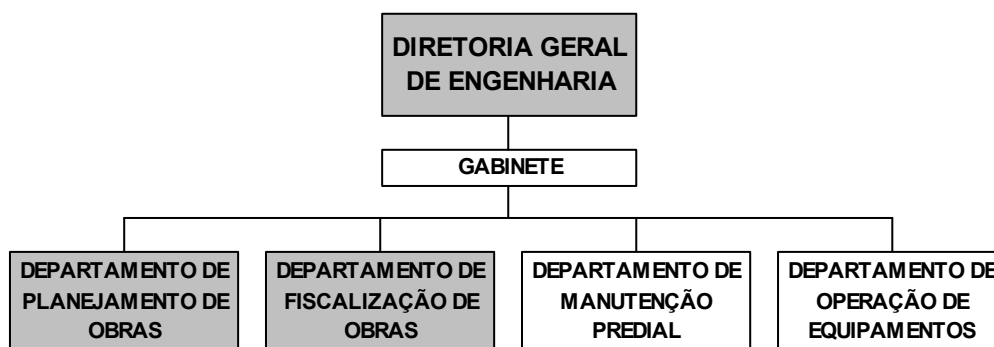 DIRETORIA GERAL
DE ENGENHARIA
GABINETE
DEPARTAMENTO DE
PLANEJAMENTO DE
OBRAS
DEPARTAMENTO DE
FISCALIZAÇÃO DE
OBRAS
DEPARTAMENTO DE
MANUTENÇÃO
PREDIAL
DEPARTAMENTO DE
OPERAÇÃO DE
EQUIPAMENTOS